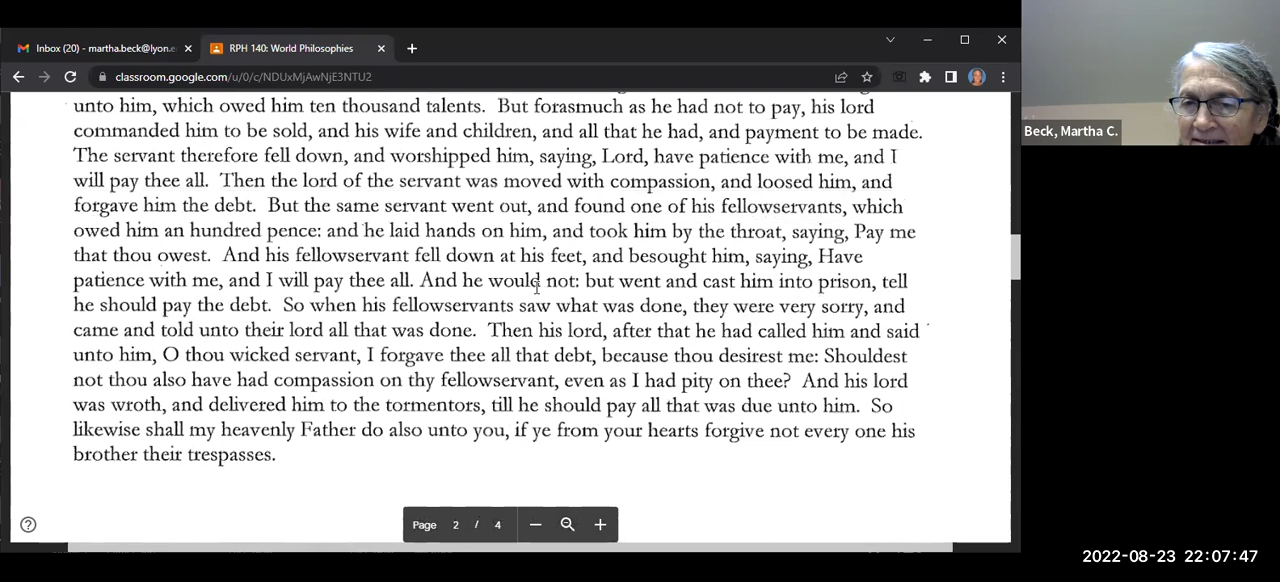 Inbox (20) - martha.beck@lyon.e
RPH 140: World Philosophies
classroom.google.com/u/0/c/NDUxMjAwNjE3NTU2
unto him, which owed him ten thousand talents. But forasmuch as he had not to pay, his lord
commanded him to be sold, and his wife and children, and all that he had, and payment to be made.
The servant therefore fell down, and worshipped him, saying, Lord, have patience with me, and I
will pay thee all. Then the lord of the servant was moved with compassion, and loosed him, and
forgave him the debt. But the same servant went out, and found one of his fellowservants, which
owed him an hundred pence: and he laid hands on him, and took him by the throat, saying, Pay me
that thou owest. And his fellowservant fell down at his feet, and besought him, saying, Have
patience with me, and I will pay thee all. And he would not: but went and cast him into prison, tell
he should pay the debt. So when his fellowservants saw what was done, they were very sorry, and
came and told unto their lord all that was done. Then his lord, after that he had called him and said
unto him, O thou wicked servant, I forgave thee all that debt, because thou desirest me: Shouldest
not thou also have had compassion on thy fellowservant, even as I had pity on thee? And his lord
was wroth, and delivered him to the tormentors, till he should pay all that was due unto him. So
likewise shall my heavenly Father do also unto you, if ye from your hearts forgive not every one his
brother their trespasses.
Page 2 / 4
Beck, Martha C.
2022-08-23 22:07:47